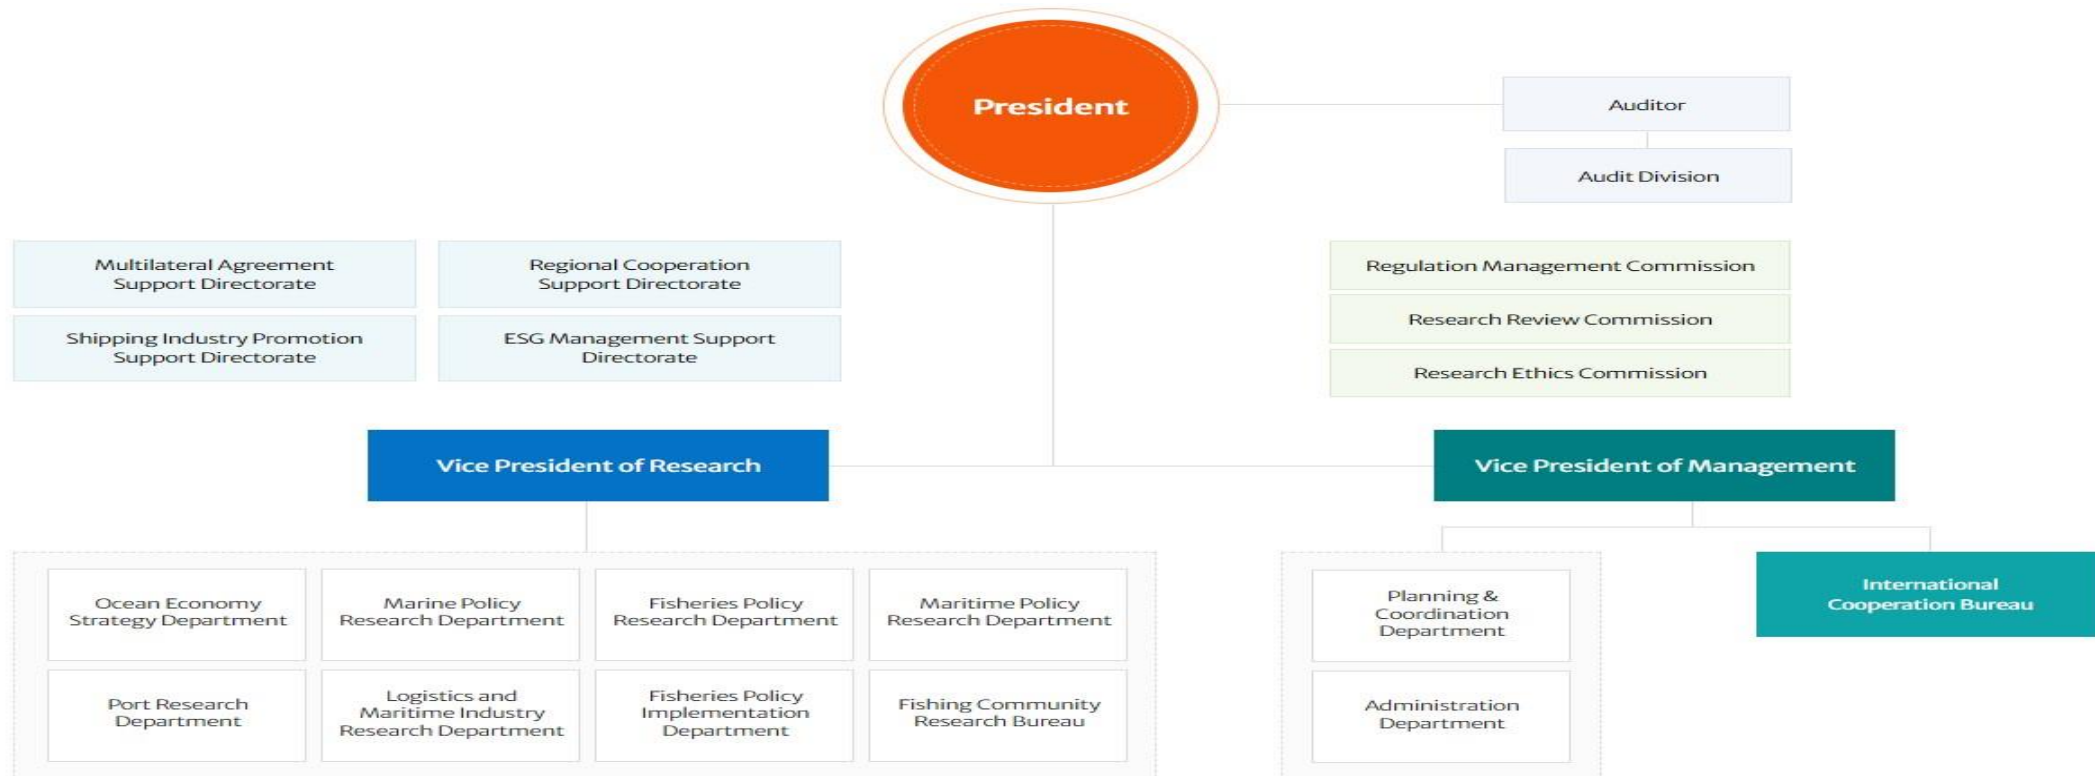 President
Auditor
Audit Division
Multilateral Agreement
Support Directorate
Regional Cooperation
Support Directorate
Shipping Industry Promotion
Support Directorate
ESG Management Support
Directorate
Regulation Management Commission
Research Review Commission
Research Ethics Commission
Vice President of Research
Vice President of Management
Ocean Economy
Strategy Department
Marine Policy
Research Department
Fisheries Policy
Research Department
Maritime Policy
Research Department
Port Research
Department
Logistics and
Maritime Industry
Research Department
Fisheries Policy
Implementation
Department
Fishing Community
Research Bureau
Planning &
Coordination
Department
Administration
Department
International
Cooperation Bureau